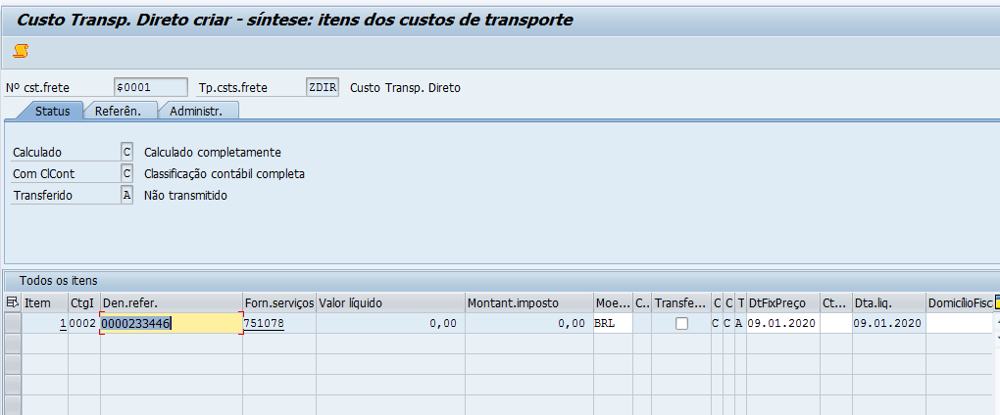 Custo Transp. Direto criar - síntese: itens dos custos de transporte
Nº cst.frete $0001 Tp.csts.frete ZDIR Custo Transp. Direto
Status Referên. Administr.
Calculado C Calculado completamente
Com ClCont C Classificação contábil completa
Transferido A Não transmitido
Todos os itens
Item CtgI Den.refer. Forn.serviços Valor líquido Montant.imposto Moe... C.. Transfe... C C T DtFixPreço Ct... Dta.liq. DomicílioFisc
1 0002 0000233446 751078 0,00 0,00 BRL C C A 09.01.2020 09.01.2020